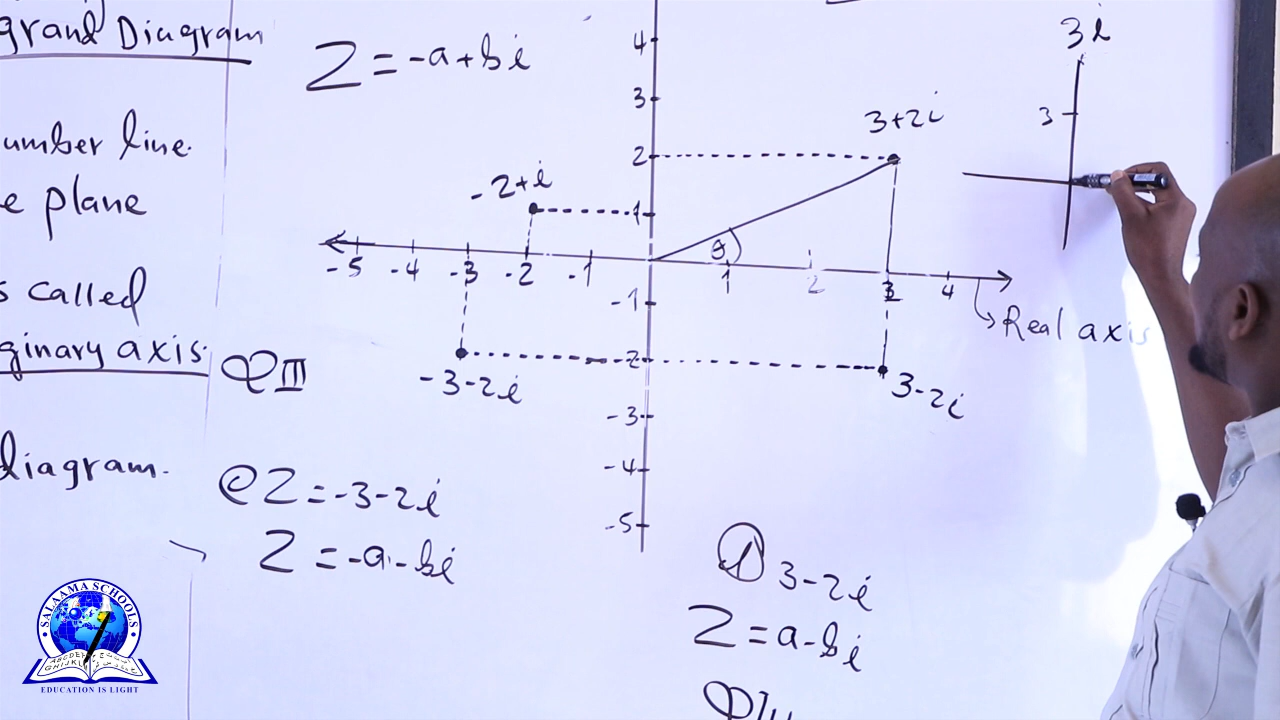 grand Diagram
umber line.
e plane
s called
ginary axis.
diagram.
Z = -a + bi
QIII
@ Z = -3 - 2i
Z = -a - bi
4
3
2
1
-1
-2
-3
-4
-5
-5 -4 -3 -2 -1 1 2 3 4
3+2i
-2+i
θ
-3-2i
3-2i
Real axis
3i
3
① 3-2i
Z = a - bi
SALAAMA SCHOOLS
EDUCATION IS LIGHT